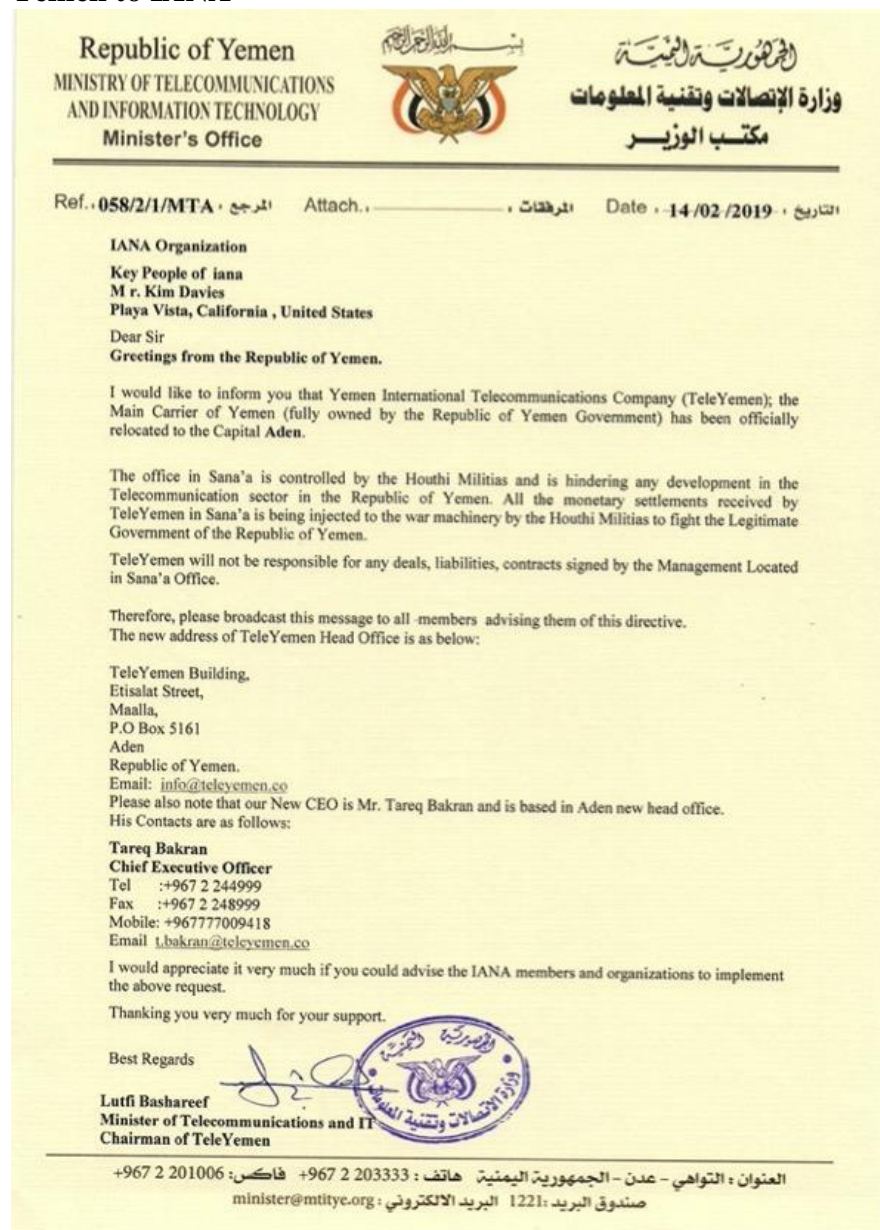 Yemen to IANA
Republic of Yemen
MINISTRY OF TELECOMMUNICATIONS
AND INFORMATION TECHNOLOGY
Minister's Office
الجمهورية اليمنية
وزارة الإتصالات وتقنية المعلومات
مكتب الوزير
Ref. : 058/2/1/MTA : المرجع Attach. : المرفقات : Date : 14/02/2019 : التاريخ
IANA Organization
Key People of iana
M r. Kim Davies
Playa Vista, California , United States
Dear Sir
Greetings from the Republic of Yemen.
I would like to inform you that Yemen International Telecommunications Company (TeleYemen); the
Main Carrier of Yemen (fully owned by the Republic of Yemen Government) has been officially
relocated to the Capital Aden.
The office in Sana'a is controlled by the Houthi Militias and is hindering any development in the
Telecommunication sector in the Republic of Yemen. All the monetary settlements received by
TeleYemen in Sana'a is being injected to the war machinery by the Houthi Militias to fight the Legitimate
Government of the Republic of Yemen.
TeleYemen will not be responsible for any deals, liabilities, contracts signed by the Management Located
in Sana'a Office.
Therefore, please broadcast this message to all -members advising them of this directive.
The new address of TeleYemen Head Office is as below:
TeleYemen Building,
Etisalat Street,
Maalla,
P.O Box 5161
Aden
Republic of Yemen.
Email: info@teleyemen.co
Please also note that our New CEO is Mr. Tareq Bakran and is based in Aden new head office.
His Contacts are as follows:
Tareq Bakran
Chief Executive Officer
Tel :+967 2 244999
Fax :+967 2 248999
Mobile: +967777009418
Email t.bakran@teleyemen.co
I would appreciate it very much if you could advise the IANA members and organizations to implement
the above request.
Thanking you very much for your support.
Best Regards
الجمهورية اليمنية
وزارة الاتصالات وتقنية المعلومات
Lutfi Bashareef
Minister of Telecommunications and IT
Chairman of TeleYemen
العنوان : التواهي - عدن - الجمهورية اليمنية هاتف : 203333 2 967+ فاكس: 201006 2 967+
صندوق البريد :1221 البريد الالكتروني : minister@mtitye.org